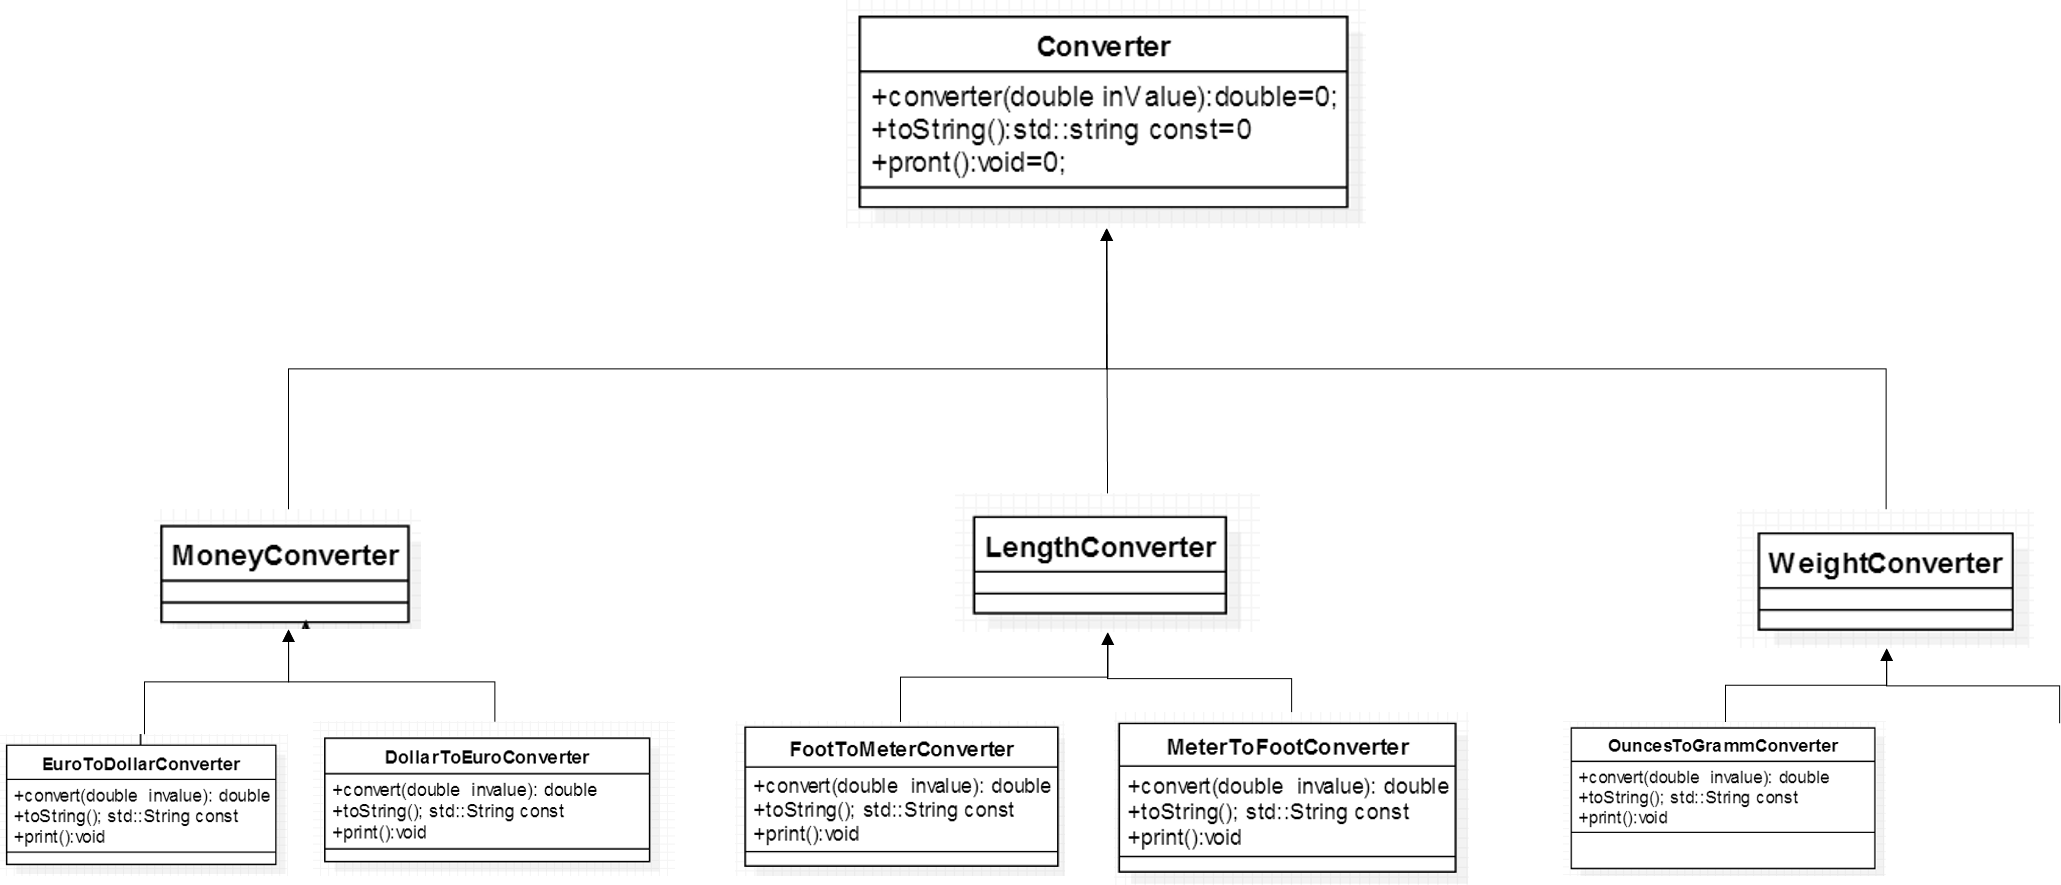 Converter
+converter(double inValue):double=0;
+toString():std::string const=0
+pront():void=0;
MoneyConverter
LengthConverter
WeightConverter
EuroToDollarConverter
+convert(double invalue): double
+toString(); std::String const
+print():void
DollarToEuroConverter
+convert(double invalue): double
+toString(); std::String const
+print():void
FootToMeterConverter
+convert(double invalue): double
+toString(); std::String const
+print():void
MeterToFootConverter
+convert(double invalue): double
+toString(); std::String const
+print():void
OuncesToGrammConverter
+convert(double invalue): double
+toString(); std::String const
+print():void